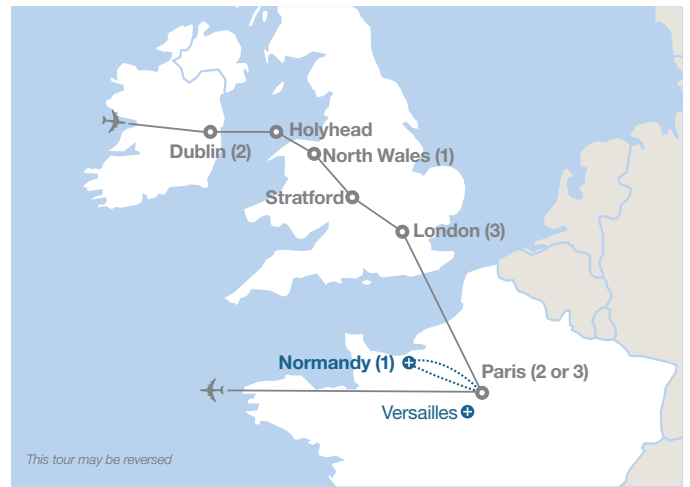 Holyhead
Dublin (2)
North Wales (1)
Stratford
London (3)
Normandy (1)
Paris (2 or 3)
Versailles
This tour may be reversed